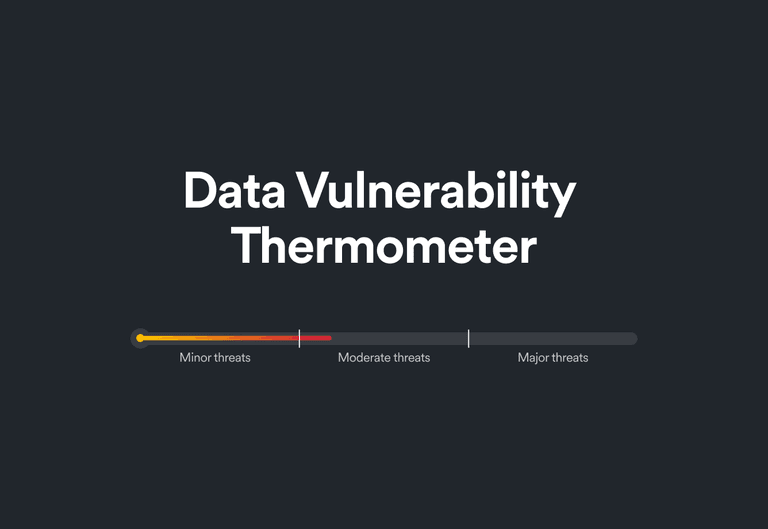 Data Vulnerability
Thermometer
Minor threats
Moderate threats
Major threats